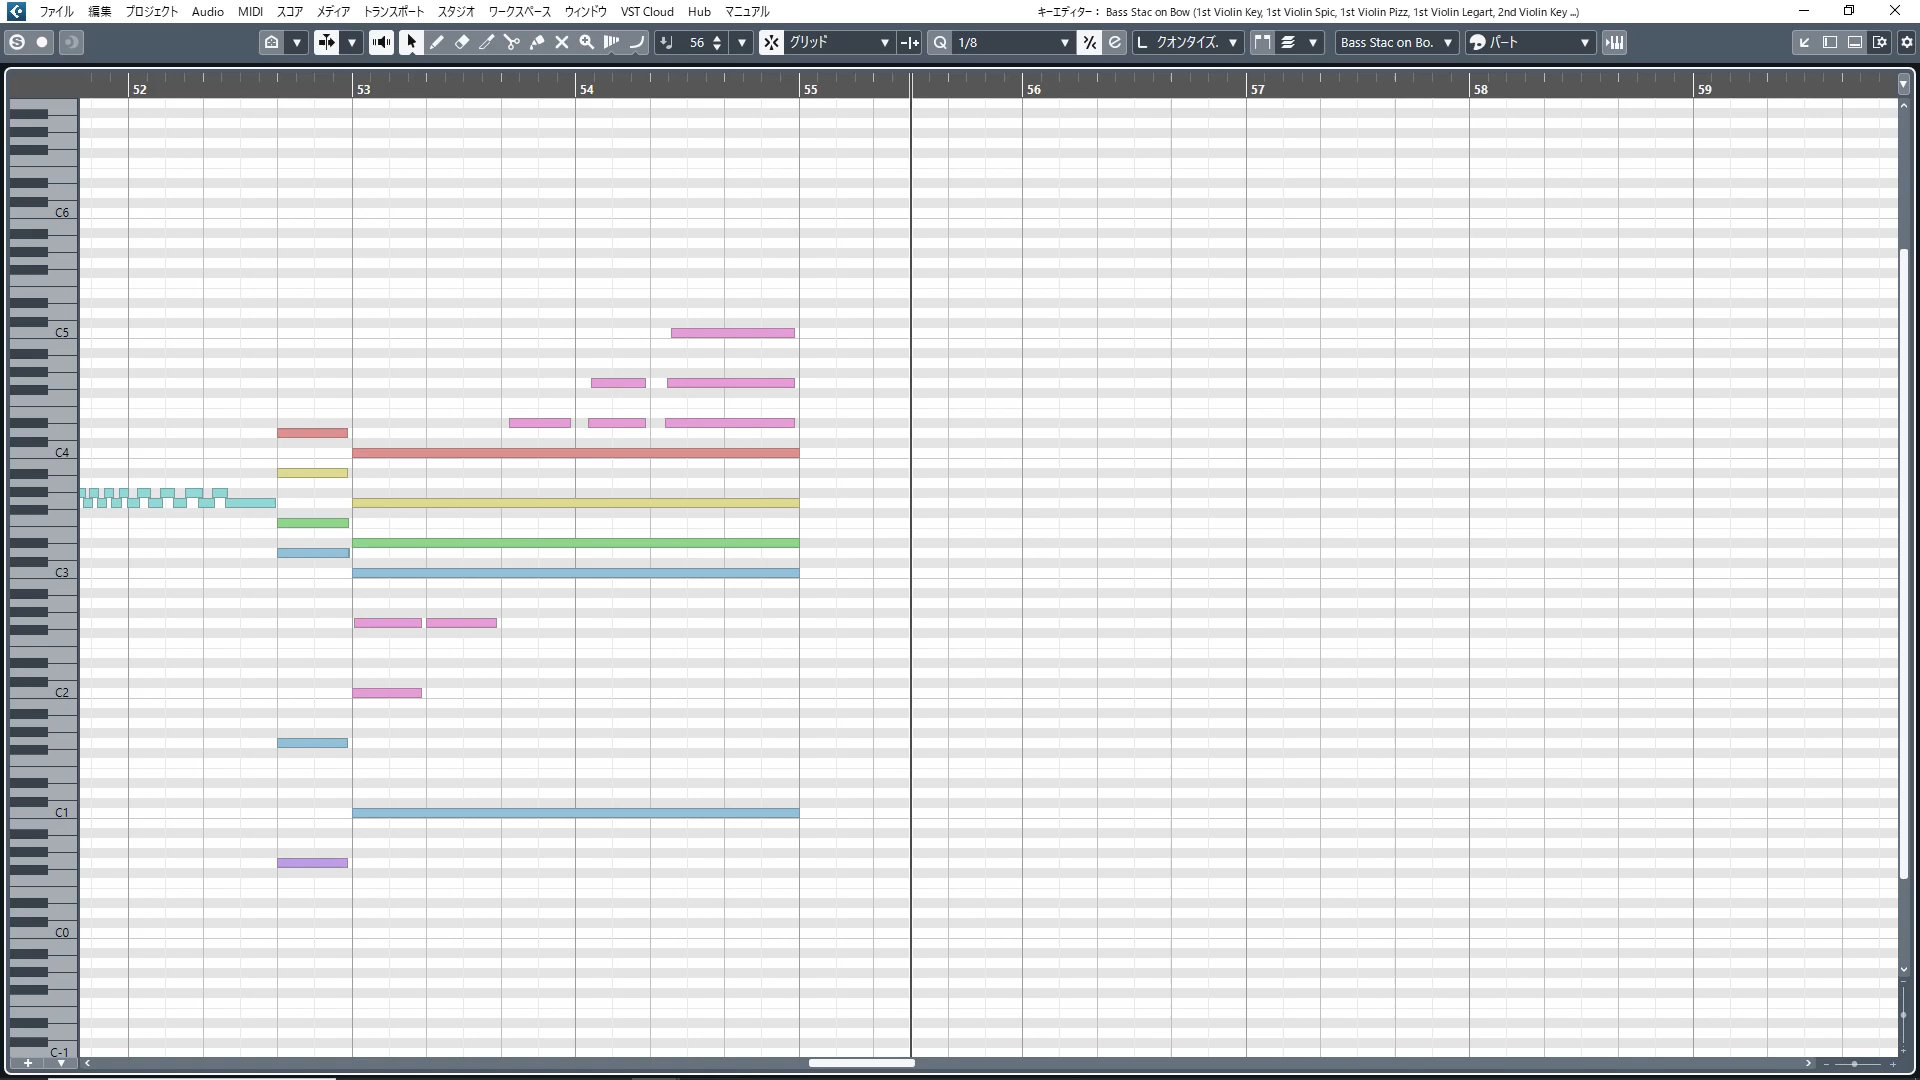 ファイル 編集 プロジェクト Audio MIDI スコア メディア トランスポート スタジオ ワークスペース ウィンドウ VST Cloud Hub マニュアル キーエディター： Bass Stac on Bow (1st Violin Key, 1st Violin Spic, 1st Violin Pizz, 1st Violin Legart, 2nd Violin Key ...)
S 56 グリッド Q 1/8 クオンタイズ. Bass Stac on Bo. パート
52 53 54 55 56 57 58 59
C6
C5
C4
C3
C2
C1
C0
C-1